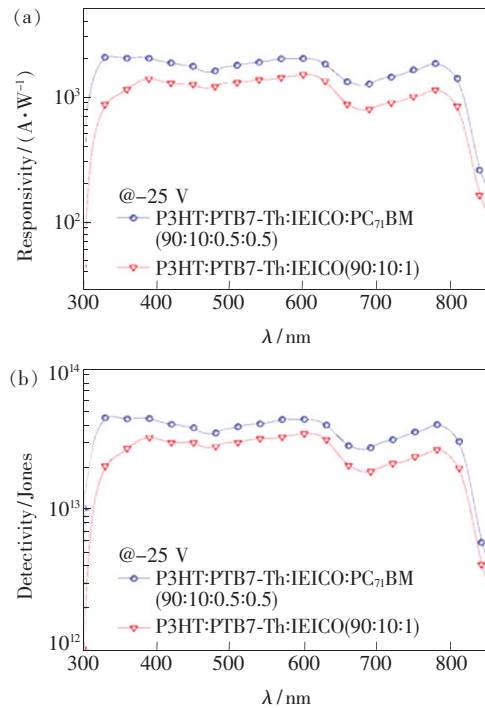 (a)
10³
10²
Responsivity/(A·W⁻¹)
@–25 V
P3HT:PTB7-Th:IEICO:PC₇₁BM
(90:10:0.5:0.5)
P3HT:PTB7-Th:IEICO(90:10:1)
300 400 500 600 700 800
λ/nm
(b)
10¹⁴
10¹³
10¹²
Detectivity/Jones
@–25 V
P3HT:PTB7-Th:IEICO:PC₇₁BM
(90:10:0.5:0.5)
P3HT:PTB7-Th:IEICO(90:10:1)
300 400 500 600 700 800
λ/nm